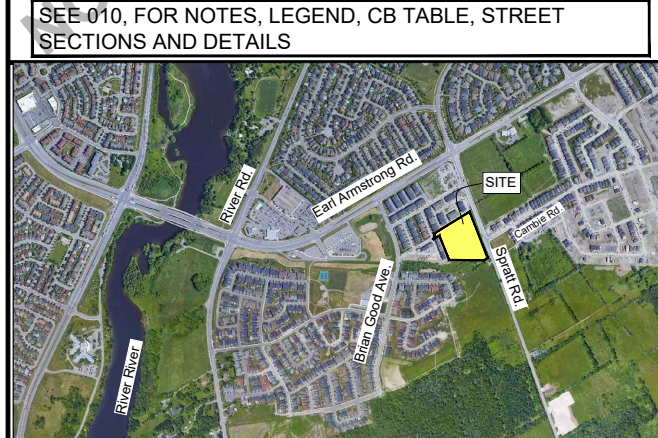 SEE 010, FOR NOTES, LEGEND, CB TABLE, STREET
SECTIONS AND DETAILS
River Rd.
Earl Armstrong Rd.
SITE
Cambie Rd.
Spratt Rd.
Brian Good Ave.
River River